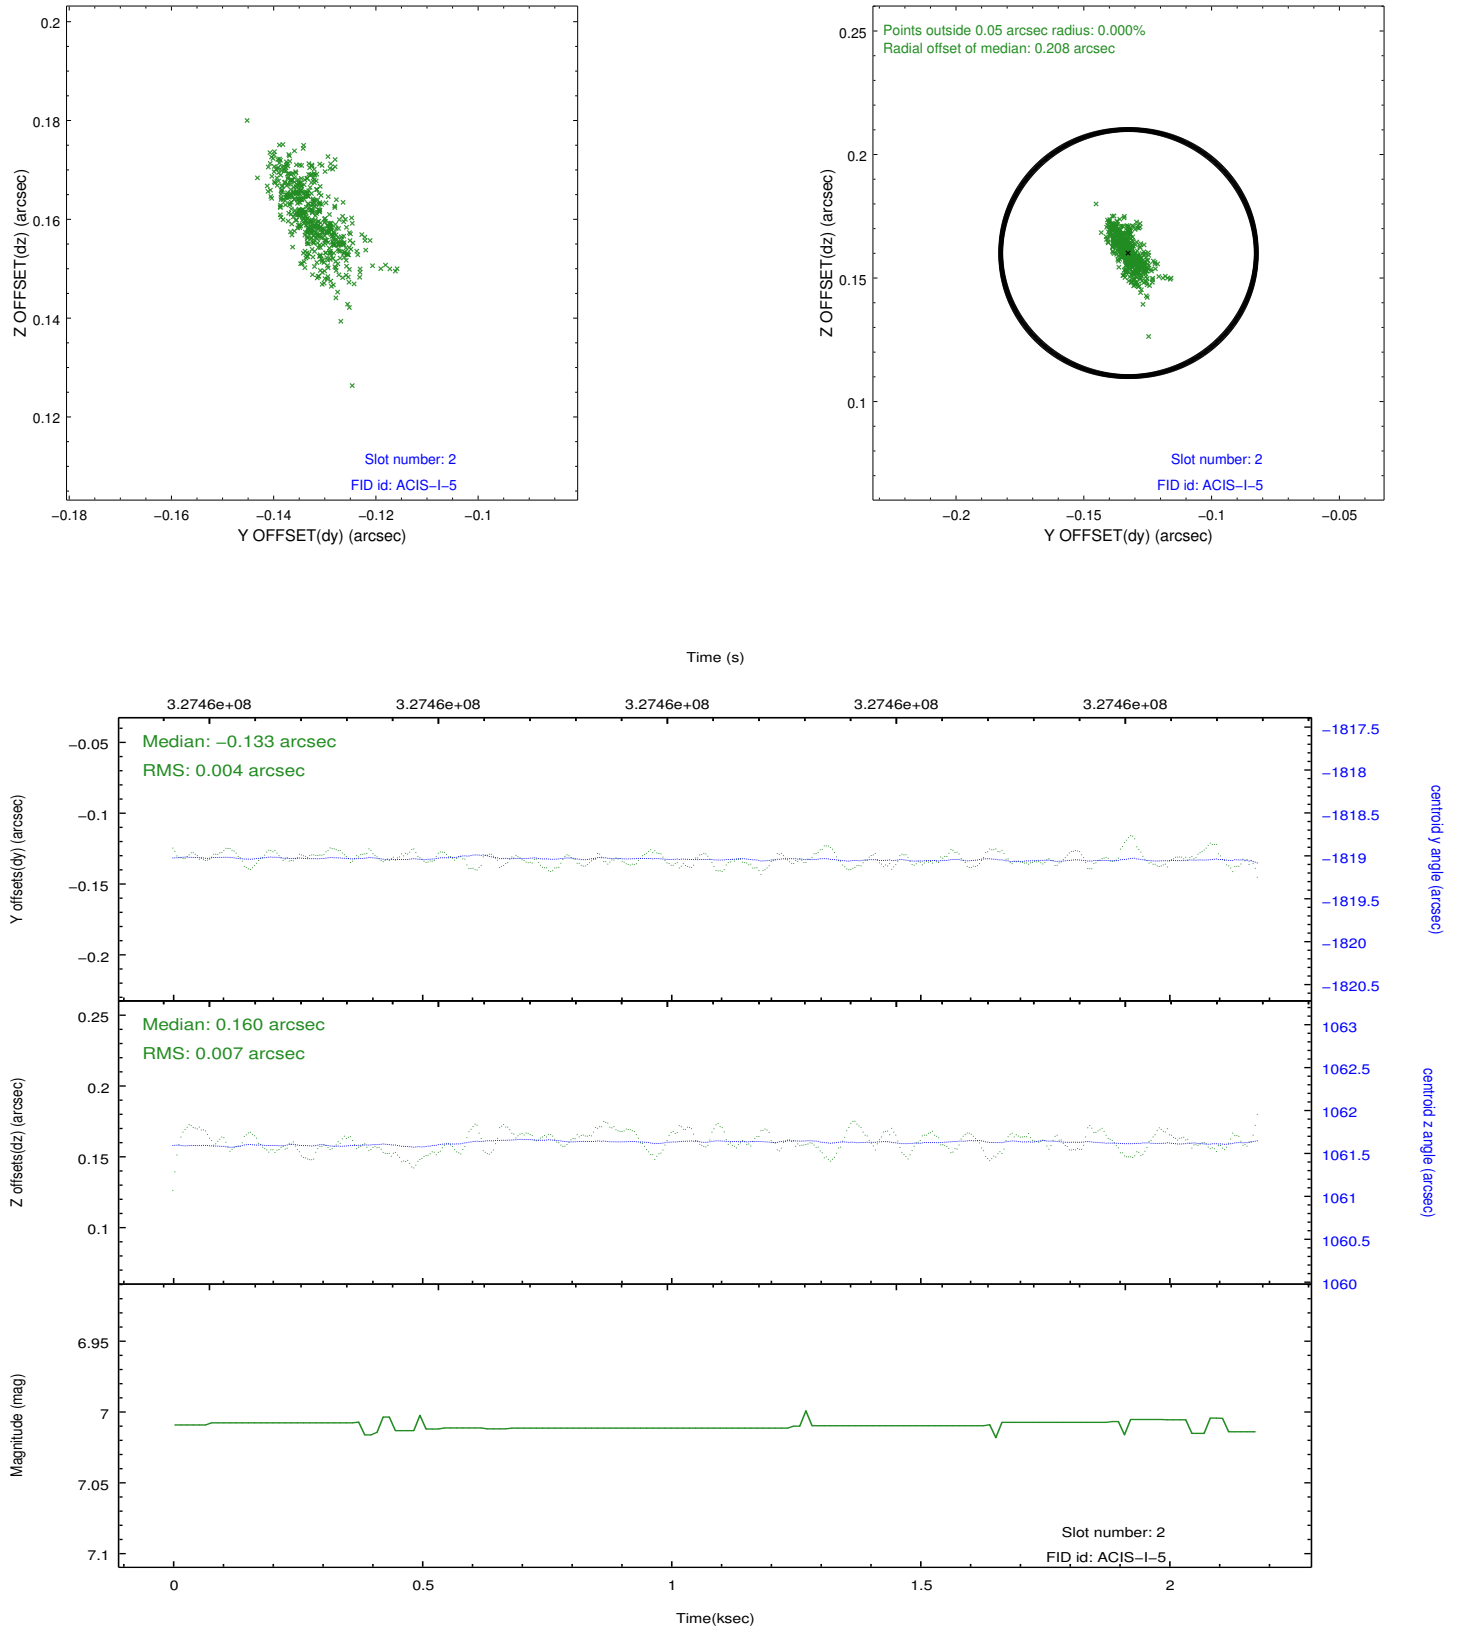 0.2
0.18
0.16
0.14
0.12
Z OFFSET(dz) (arcsec)
Slot number: 2
FID id: ACIS−I−5
−0.18 −0.16 −0.14 −0.12 −0.1
Y OFFSET(dy) (arcsec)
Points outside 0.05 arcsec radius: 0.000%
Radial offset of median: 0.208 arcsec
0.25
0.2
0.15
0.1
Z OFFSET(dz) (arcsec)
Slot number: 2
FID id: ACIS−I−5
−0.2 −0.15 −0.1 −0.05
Y OFFSET(dy) (arcsec)
Time (s)
3.2746e+08 3.2746e+08 3.2746e+08 3.2746e+08 3.2746e+08
Median: −0.133 arcsec
RMS: 0.004 arcsec
−0.05
−0.1
−0.15
−0.2
Y offsets(dy) (arcsec)
−1817.5
−1818
−1818.5
−1819
−1819.5
−1820
−1820.5
centroid y angle (arcsec)
Median: 0.160 arcsec
RMS: 0.007 arcsec
0.25
0.2
0.15
0.1
Z offsets(dz) (arcsec)
1063
1062.5
1062
1061.5
1061
1060.5
1060
centroid z angle (arcsec)
6.95
7
7.05
7.1
Magnitude (mag)
Slot number: 2
FID id: ACIS−I−5
0 0.5 1 1.5 2
Time(ksec)